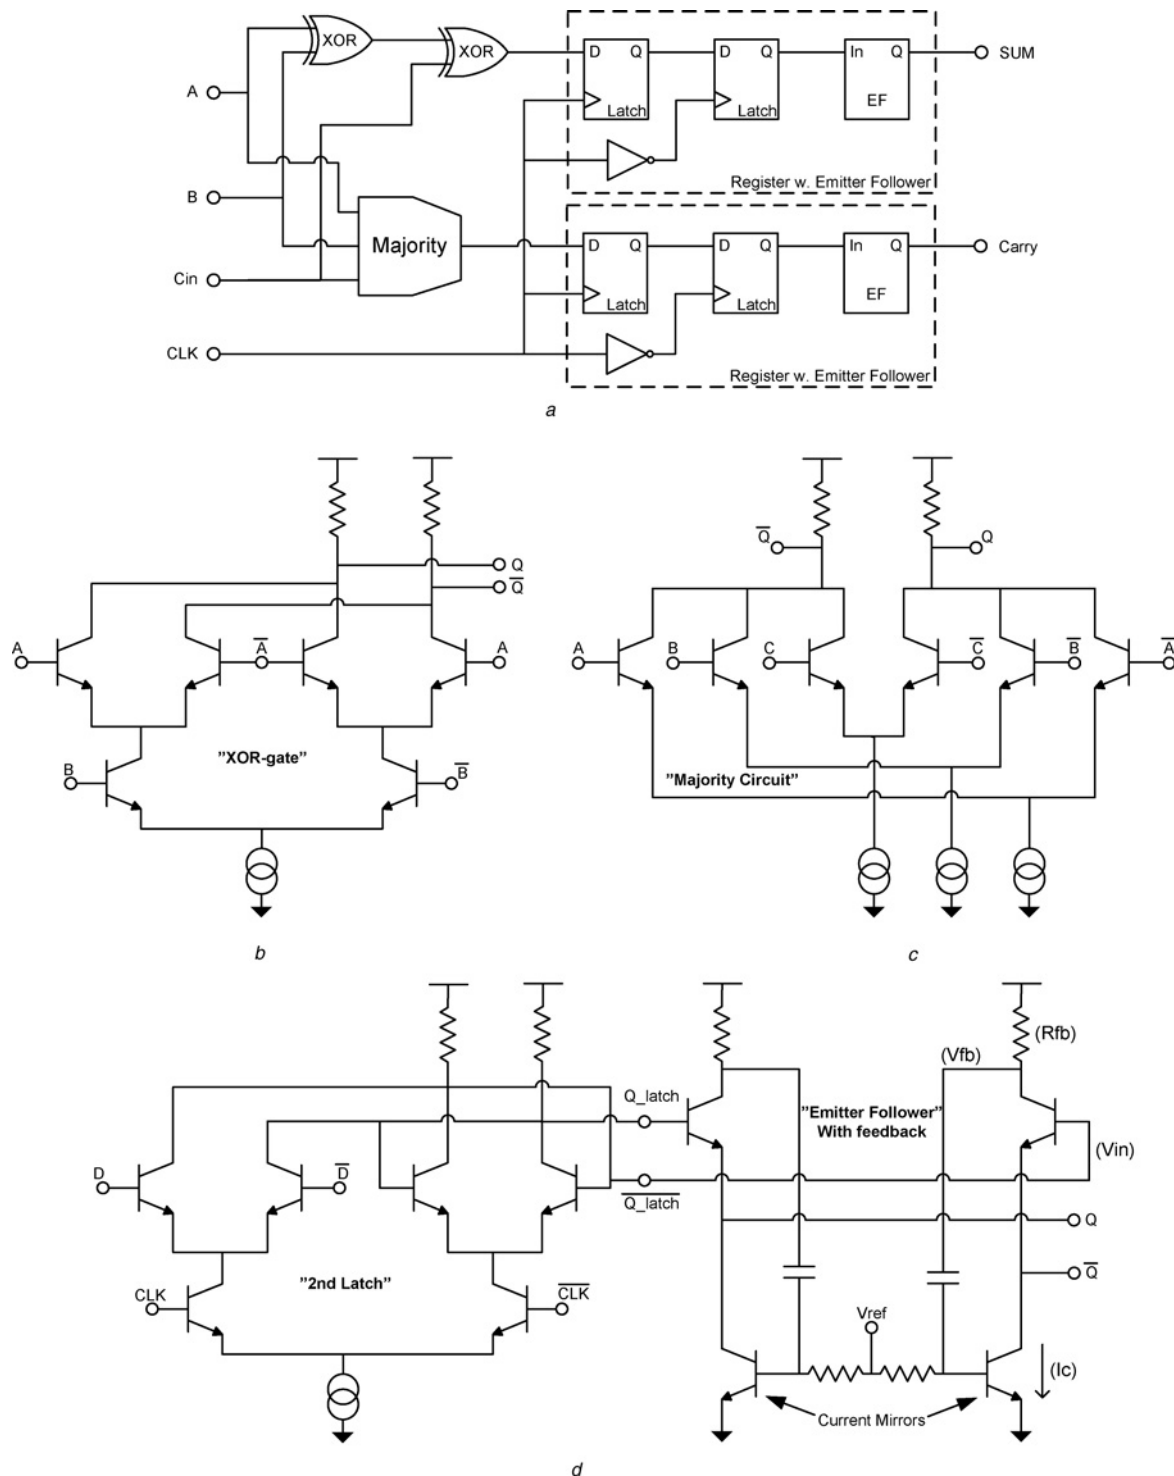 XOR
XOR
D Q
Latch
D Q
Latch
In Q
EF
SUM
A
Register w. Emitter Follower
B
Majority
D Q
Latch
D Q
Latch
In Q
EF
Carry
Cin
CLK
Register w. Emitter Follower
a
Q
Q̅
A
A̅
A
B
"XOR-gate"
B̅
b
Q̅
Q
A
B
C
C̅
B̅
A̅
"Majority Circuit"
c
(Rfb)
(Vfb)
Q_latch
"Emitter Follower"
With feedback
(Vin)
D
D̅
Q̅_̅l̅a̅t̅c̅h̅
Q
"2nd Latch"
CLK
C̅L̅K̅
Q̅
Vref
(Ic)
Current Mirrors
d